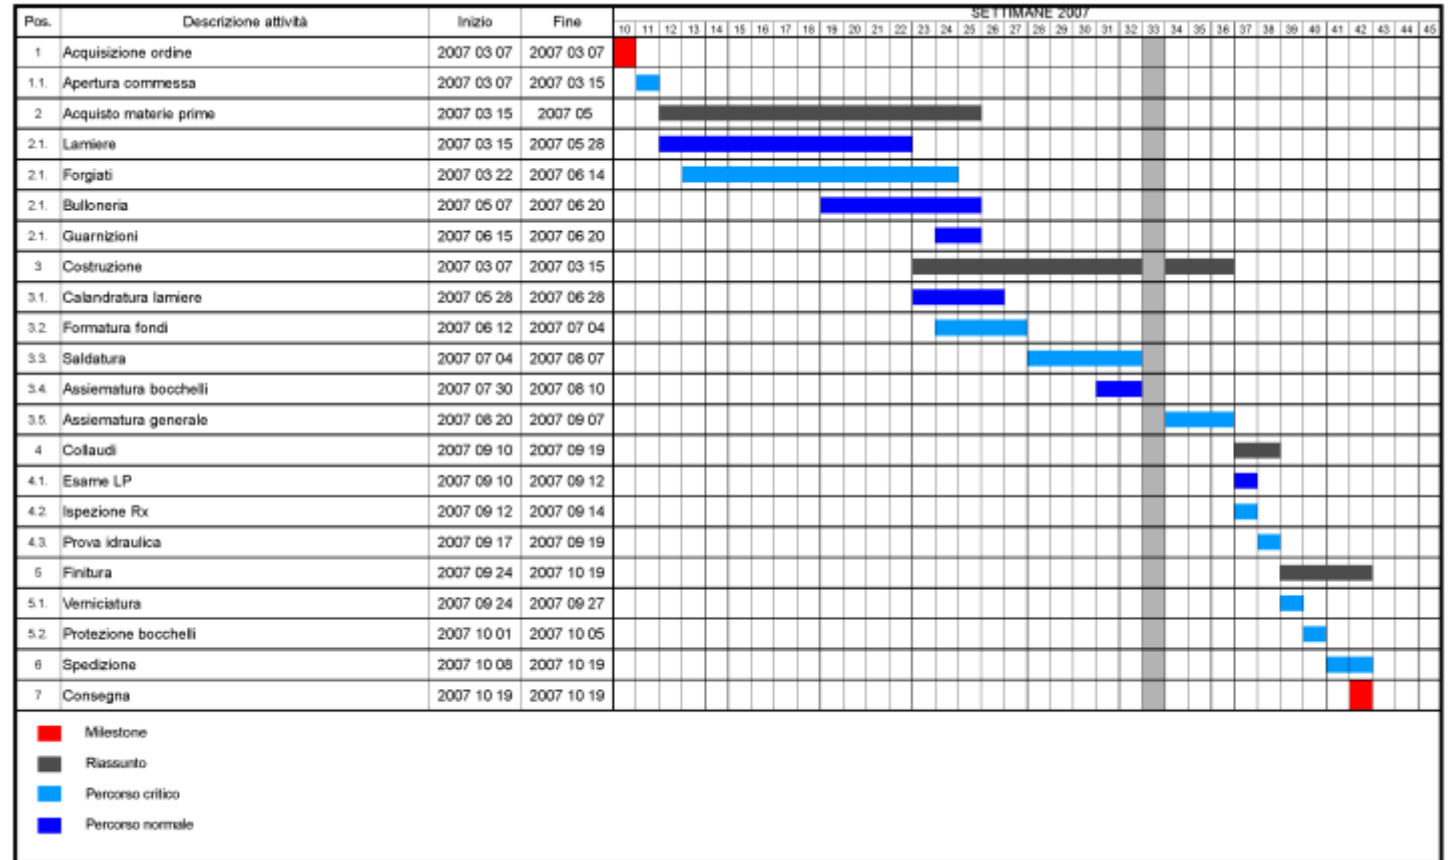 SETTIMANE 2007
Pos. Descrizione attività Inizio Fine 10 11 12 13 14 15 16 17 18 19 20 21 22 23 24 25 26 27 28 29 30 31 32 33 34 35 36 37 38 39 40 41 42 43 44 45
1 Acquisizione ordine 2007 03 07 2007 03 07
1.1. Apertura commessa 2007 03 07 2007 03 15
2 Acquisto materie prime 2007 03 15 2007 05
2.1. Lamiere 2007 03 15 2007 05 28
2.1. Forgiati 2007 03 22 2007 06 14
2.1. Bulloneria 2007 05 07 2007 06 20
2.1. Guarnizioni 2007 06 15 2007 06 20
3 Costruzione 2007 03 07 2007 03 15
3.1. Calandratura lamiere 2007 05 28 2007 06 28
3.2. Formatura fondi 2007 06 12 2007 07 04
3.3. Saldatura 2007 07 04 2007 08 07
3.4. Assiematura bocchelli 2007 07 30 2007 08 10
3.5. Assiematura generale 2007 08 20 2007 09 07
4 Collaudi 2007 09 10 2007 09 19
4.1. Esame LP 2007 09 10 2007 09 12
4.2. Ispezione Rx 2007 09 12 2007 09 14
4.3. Prova idraulica 2007 09 17 2007 09 19
5 Finitura 2007 09 24 2007 10 19
5.1. Verniciatura 2007 09 24 2007 09 27
5.2. Protezione bocchelli 2007 10 01 2007 10 05
6 Spedizione 2007 10 08 2007 10 19
7 Consegna 2007 10 19 2007 10 19
Milestone
Riassunto
Percorso critico
Percorso normale